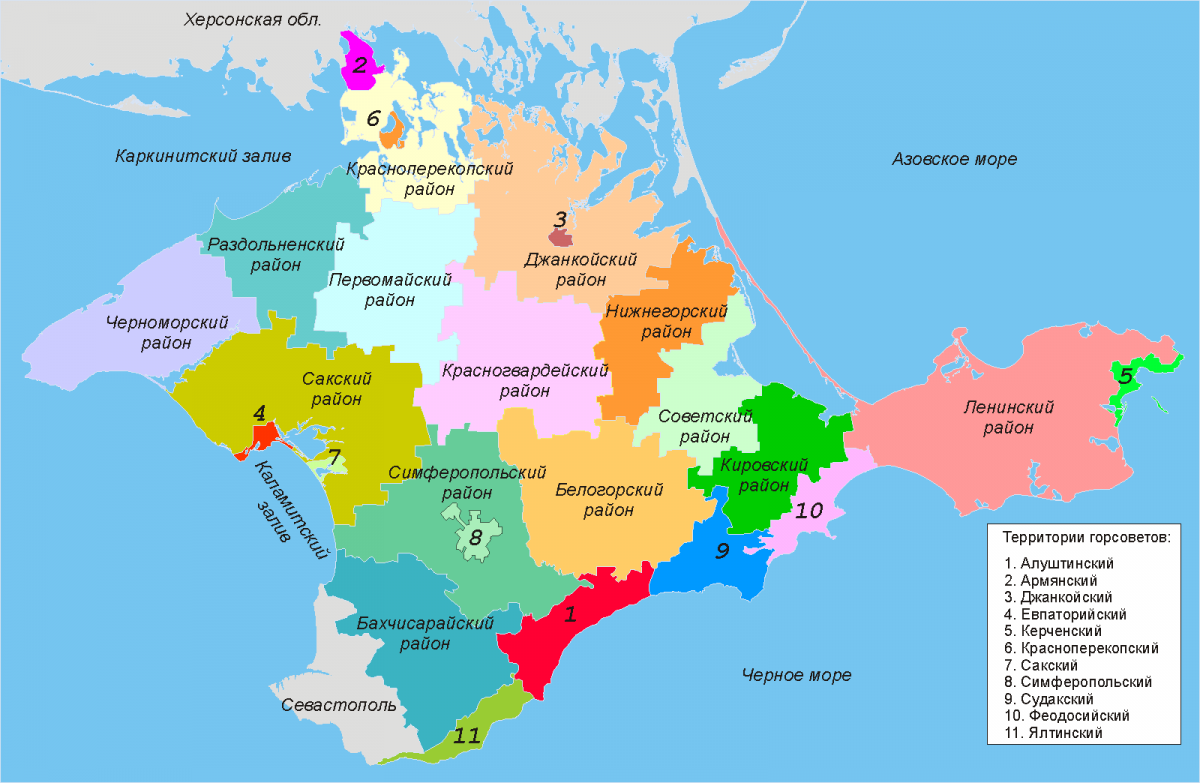 Херсонская обл.
2
6
Каркинитский залив
Азовское море
Красноперекопский
район
3
Раздольненский
район
Джанкойский
район
Первомайский
район
Нижнегорский
район
Черноморский
район
Красногвардейский
район
5
Сакский
район
4
Советский
район
Ленинский
район
7
Каламитский
залив
Симферопольский
район
Кировский
район
Белогорский
район
10
8
9
1
Бахчисарайский
район
Севастополь
11
Черное море
Территории горсоветов:
1. Алуштинский
2. Армянский
3. Джанкойский
4. Евпаторийский
5. Керченский
6. Красноперекопский
7. Сакский
8. Симферопольский
9. Судакский
10. Феодосийский
11. Ялтинский